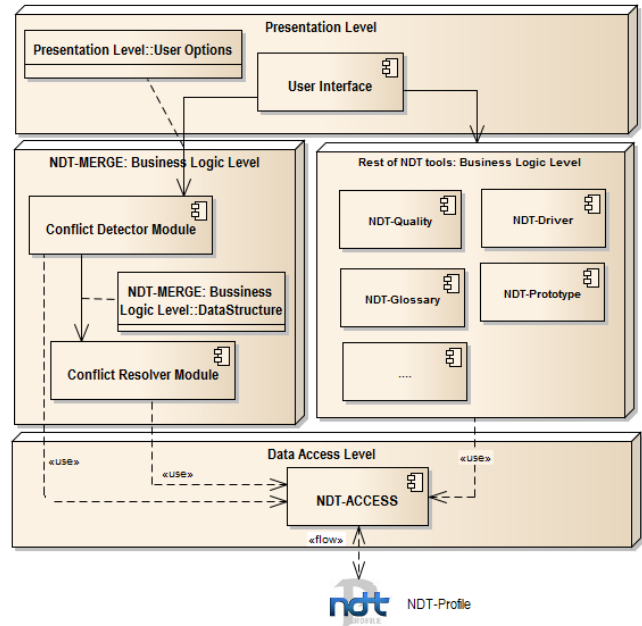 Presentation Level
Presentation Level::User Options
User Interface
NDT-MERGE: Business Logic Level
Conflict Detector Module
NDT-MERGE: Bussiness
Logic Level::DataStructure
Conflict Resolver Module
Rest of NDT tools: Business Logic Level
NDT-Quality
NDT-Driver
NDT-Glossary
NDT-Prototype
....
«use»
«use»
«use»
Data Access Level
NDT-ACCESS
«flow»
ndt
P
PROFILE
NDT-Profile